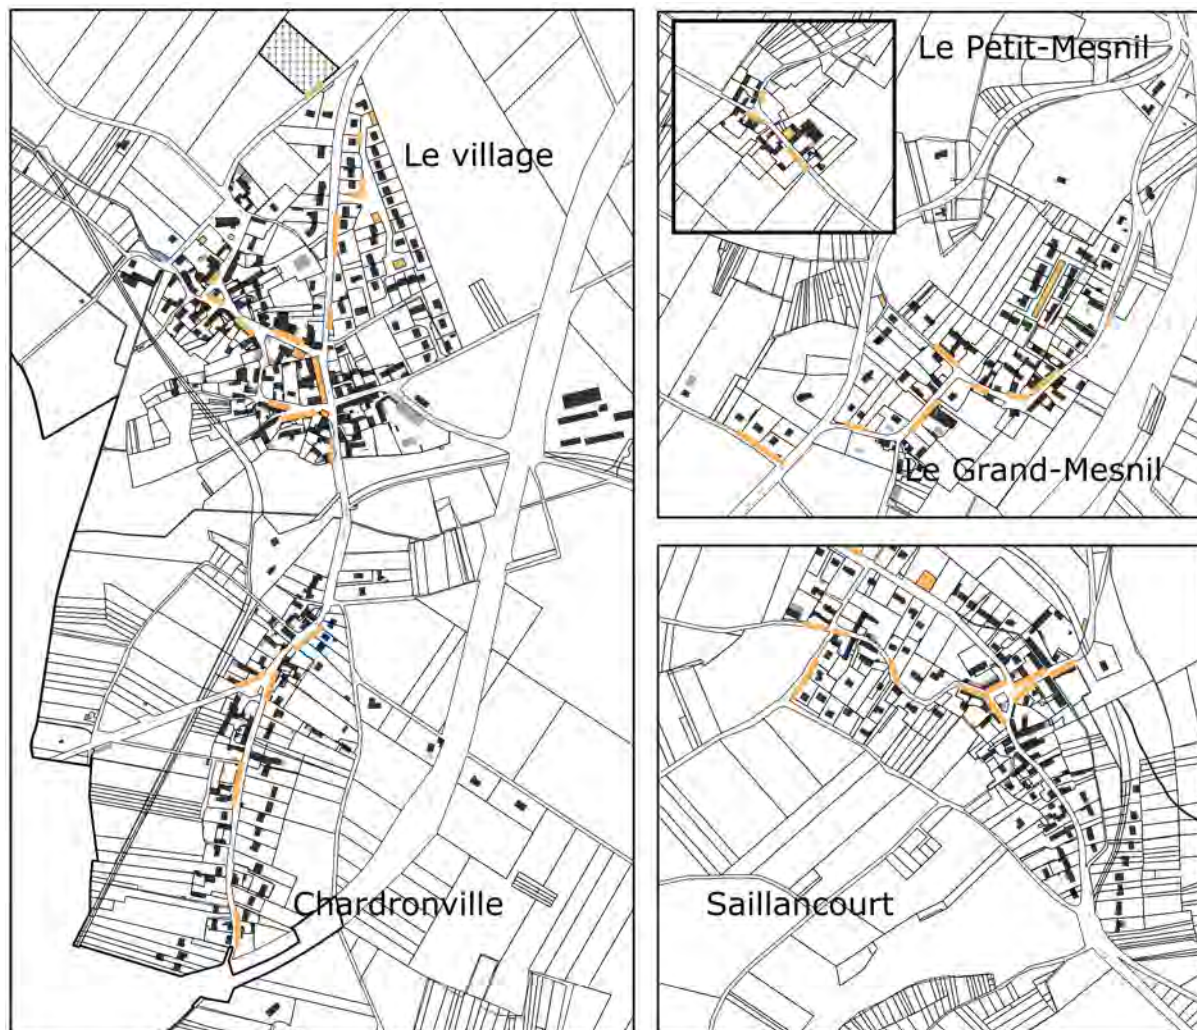 Le village
Chardronville
Le Petit-Mesnil
Le Grand-Mesnil
Saillancourt